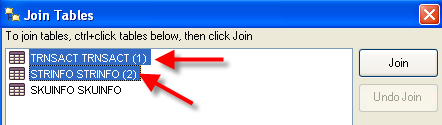 Join Tables
To join tables, ctrl+click tables below, then click Join
TRNSACT TRNSACT (1)
STRINFO STRINFO (2)
SKUINFO SKUINFO
Join
Undo Join